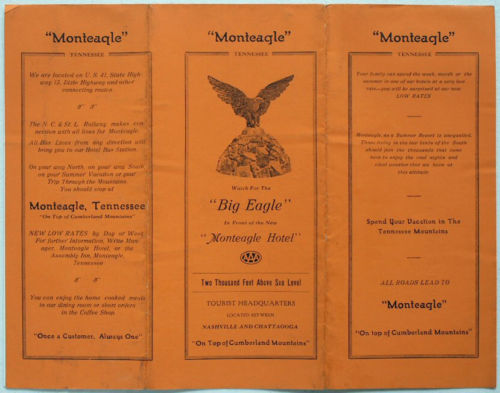 "Monteagle"
TENNESSEE
We are located on U. S. 41, State High-
way 15, Dixie Highway and other
connecting routes.
The N. C. & St. L. Railway makes con-
nection with all lines for Monteagle.
All Bus Lines from any direction will
bring you to our Hotel Bus Station.
On your way North, on your way South
on your Summer Vacation or your
Trip Through the Mountains
You should stop at
Monteagle, Tennessee
"On Top of Cumberland Mountains"
NEW LOW RATES by Day or Week
For further Information, Write Man-
ager, Monteagle Hotel, or the
Assembly Inn, Monteagle,
Tennessee
You can enjoy the home cooked meals
in our dining room or short orders
in the Coffee Shop
"Once a Customer, Always One"
"Monteagle"
TENNESSEE
Watch For The
"Big Eagle"
In Front of the New
"Monteagle Hotel"
AAA
Two Thousand Feet Above Sea Level
TOURIST HEADQUARTERS
LOCATED BETWEEN
NASHVILLE AND CHATTAOOGA
"On Top of Cumberland Mountains"
"Monteagle"
TENNESSEE
Your family can spend the week, month or the
summer in one of our hotels at a very low
rate—you will be surprised at our new
LOW RATES
Monteagle, as a Summer Resort is unequalled.
Those living in the low lands of the South
should join the thousands that come
here to enjoy the cool nights and
ideal weather that we have at
this altitude.
Spend Your Vacation in The
Tennessee Mountains
ALL ROADS LEAD TO
"Monteagle"
"On top of Cumberland Mountains"